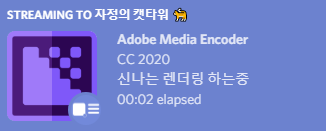 STREAMING TO 자정의 캣타워 🐈
Adobe Media Encoder
CC 2020
신나는 렌더링 하는중
00:02 elapsed